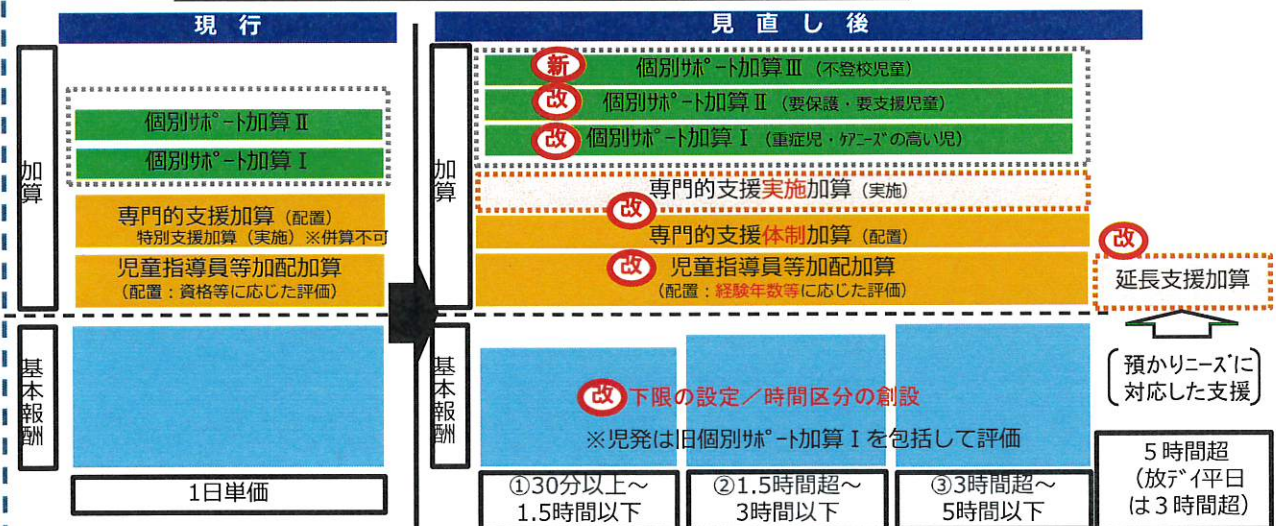 現行
加算
個別ｻﾎﾟｰﾄ加算Ⅱ
個別ｻﾎﾟｰﾄ加算Ⅰ
専門的支援加算（配置）
特別支援加算（実施）※併算不可
児童指導員等加配加算
（配置：資格等に応じた評価）
基本報酬
1日単価
見直し後
加算
新 個別ｻﾎﾟｰﾄ加算Ⅲ（不登校児童）
改 個別ｻﾎﾟｰﾄ加算Ⅱ（要保護・要支援児童）
改 個別ｻﾎﾟｰﾄ加算Ⅰ（重症児・ｹｱﾆｰｽﾞの高い児）
専門的支援実施加算（実施）
改
専門的支援体制加算（配置）
改 児童指導員等加配加算
（配置：経験年数等に応じた評価）
改
延長支援加算
預かりﾆｰｽﾞに
対応した支援
基本報酬
改 下限の設定／時間区分の創設
※児発は旧個別ｻﾎﾟｰﾄ加算Ⅰを包括して評価
①30分以上～
1.5時間以下
②1.5時間超～
3時間以下
③3時間超～
5時間以下
5時間超
（放ﾃﾞｲ平日
は３時間超）